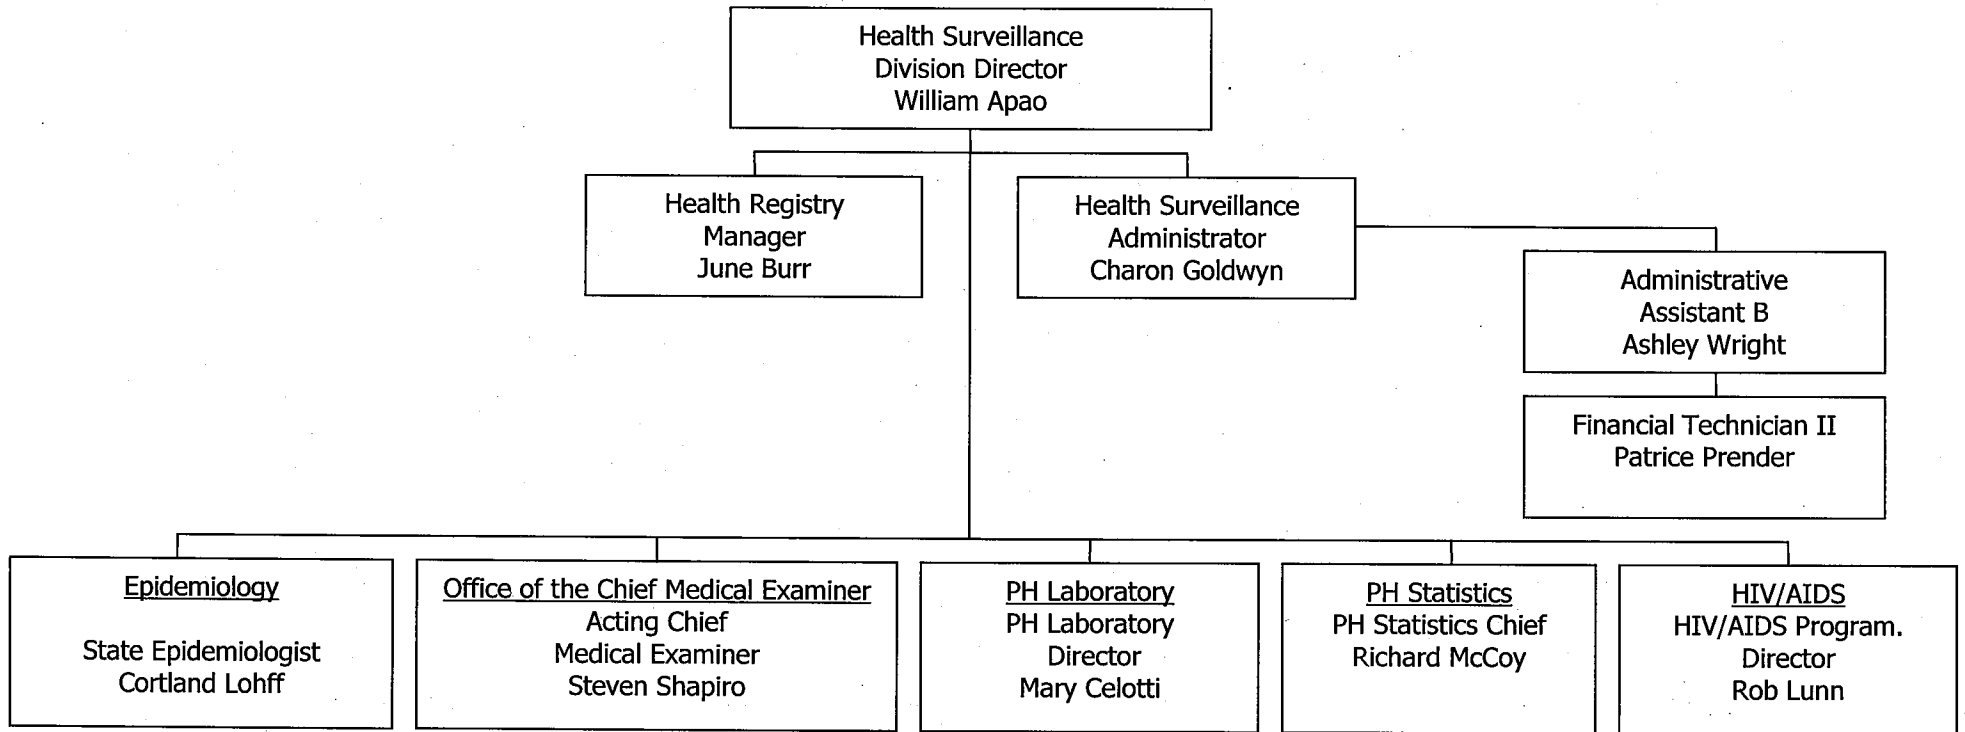 Health Surveillance
Division Director
William Apao
Health Registry
Manager
June Burr
Health Surveillance
Administrator
Charon Goldwyn
Administrative
Assistant B
Ashley Wright
Financial Technician II
Patrice Prender
Epidemiology
State Epidemiologist
Cortland Lohff
Office of the Chief Medical Examiner
Acting Chief
Medical Examiner
Steven Shapiro
PH Laboratory
PH Laboratory
Director
Mary Celotti
PH Statistics
PH Statistics Chief
Richard McCoy
HIV/AIDS
HIV/AIDS Program.
Director
Rob Lunn